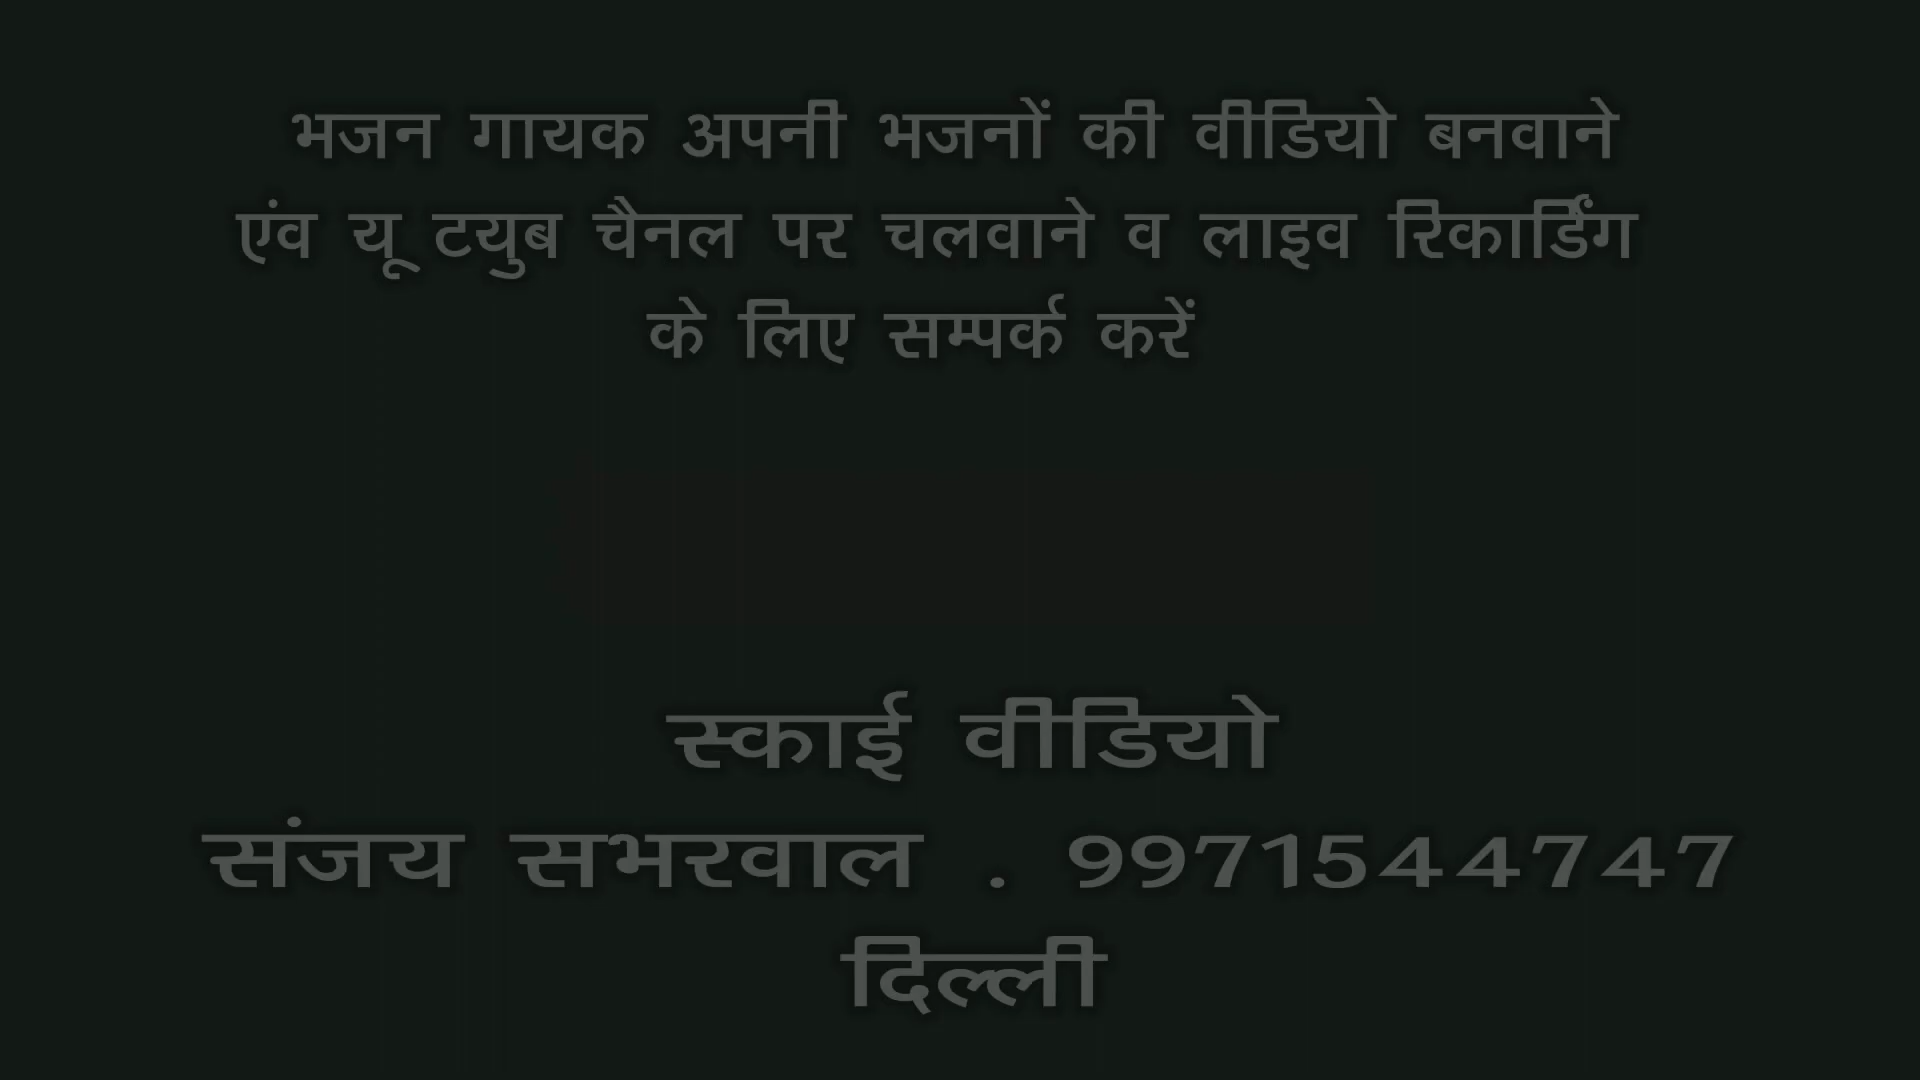 भजन गायक अपनी भजनों की वीडियो बनवाने
एंव यू टयुब चैनल पर चलवाने व लाइव रिकार्डिंग
के लिए सम्पर्क करें
स्काई वीडियो
संजय सभरवाल . 9971544747
दिल्ली